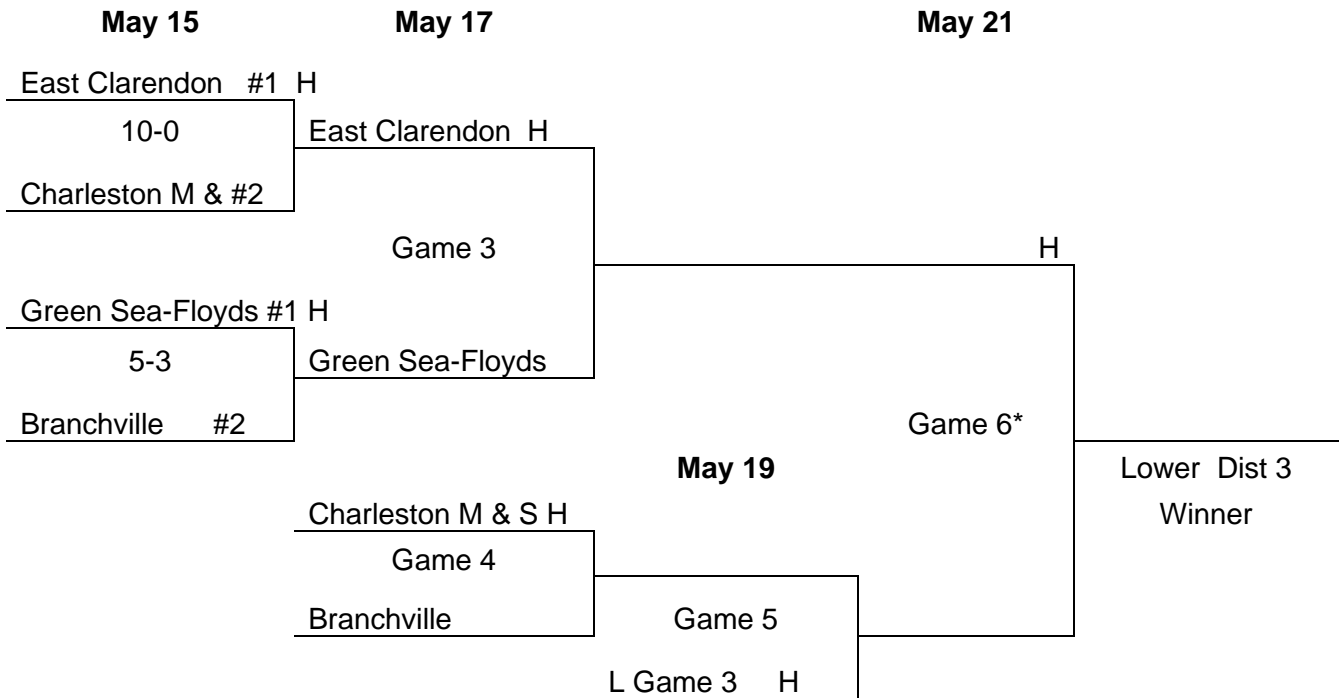 May 15 May 17 May 21
East Clarendon #1 H
10-0 East Clarendon H
Charleston M & #2
Game 3 H
Green Sea-Floyds #1 H
5-3 Green Sea-Floyds
Branchville #2 Game 6*
May 19 Lower Dist 3
Charleston M & S H Winner
Game 4
Branchville Game 5
L Game 3 H